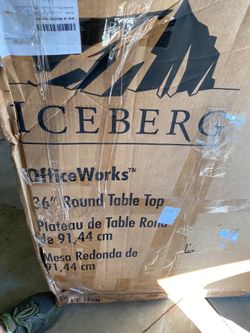 ICEBERG
OfficeWorks™
36" Round Table Top
Plateau de Table Rond
de 91,44 cm
Mesa Redonda de
91,44 cm